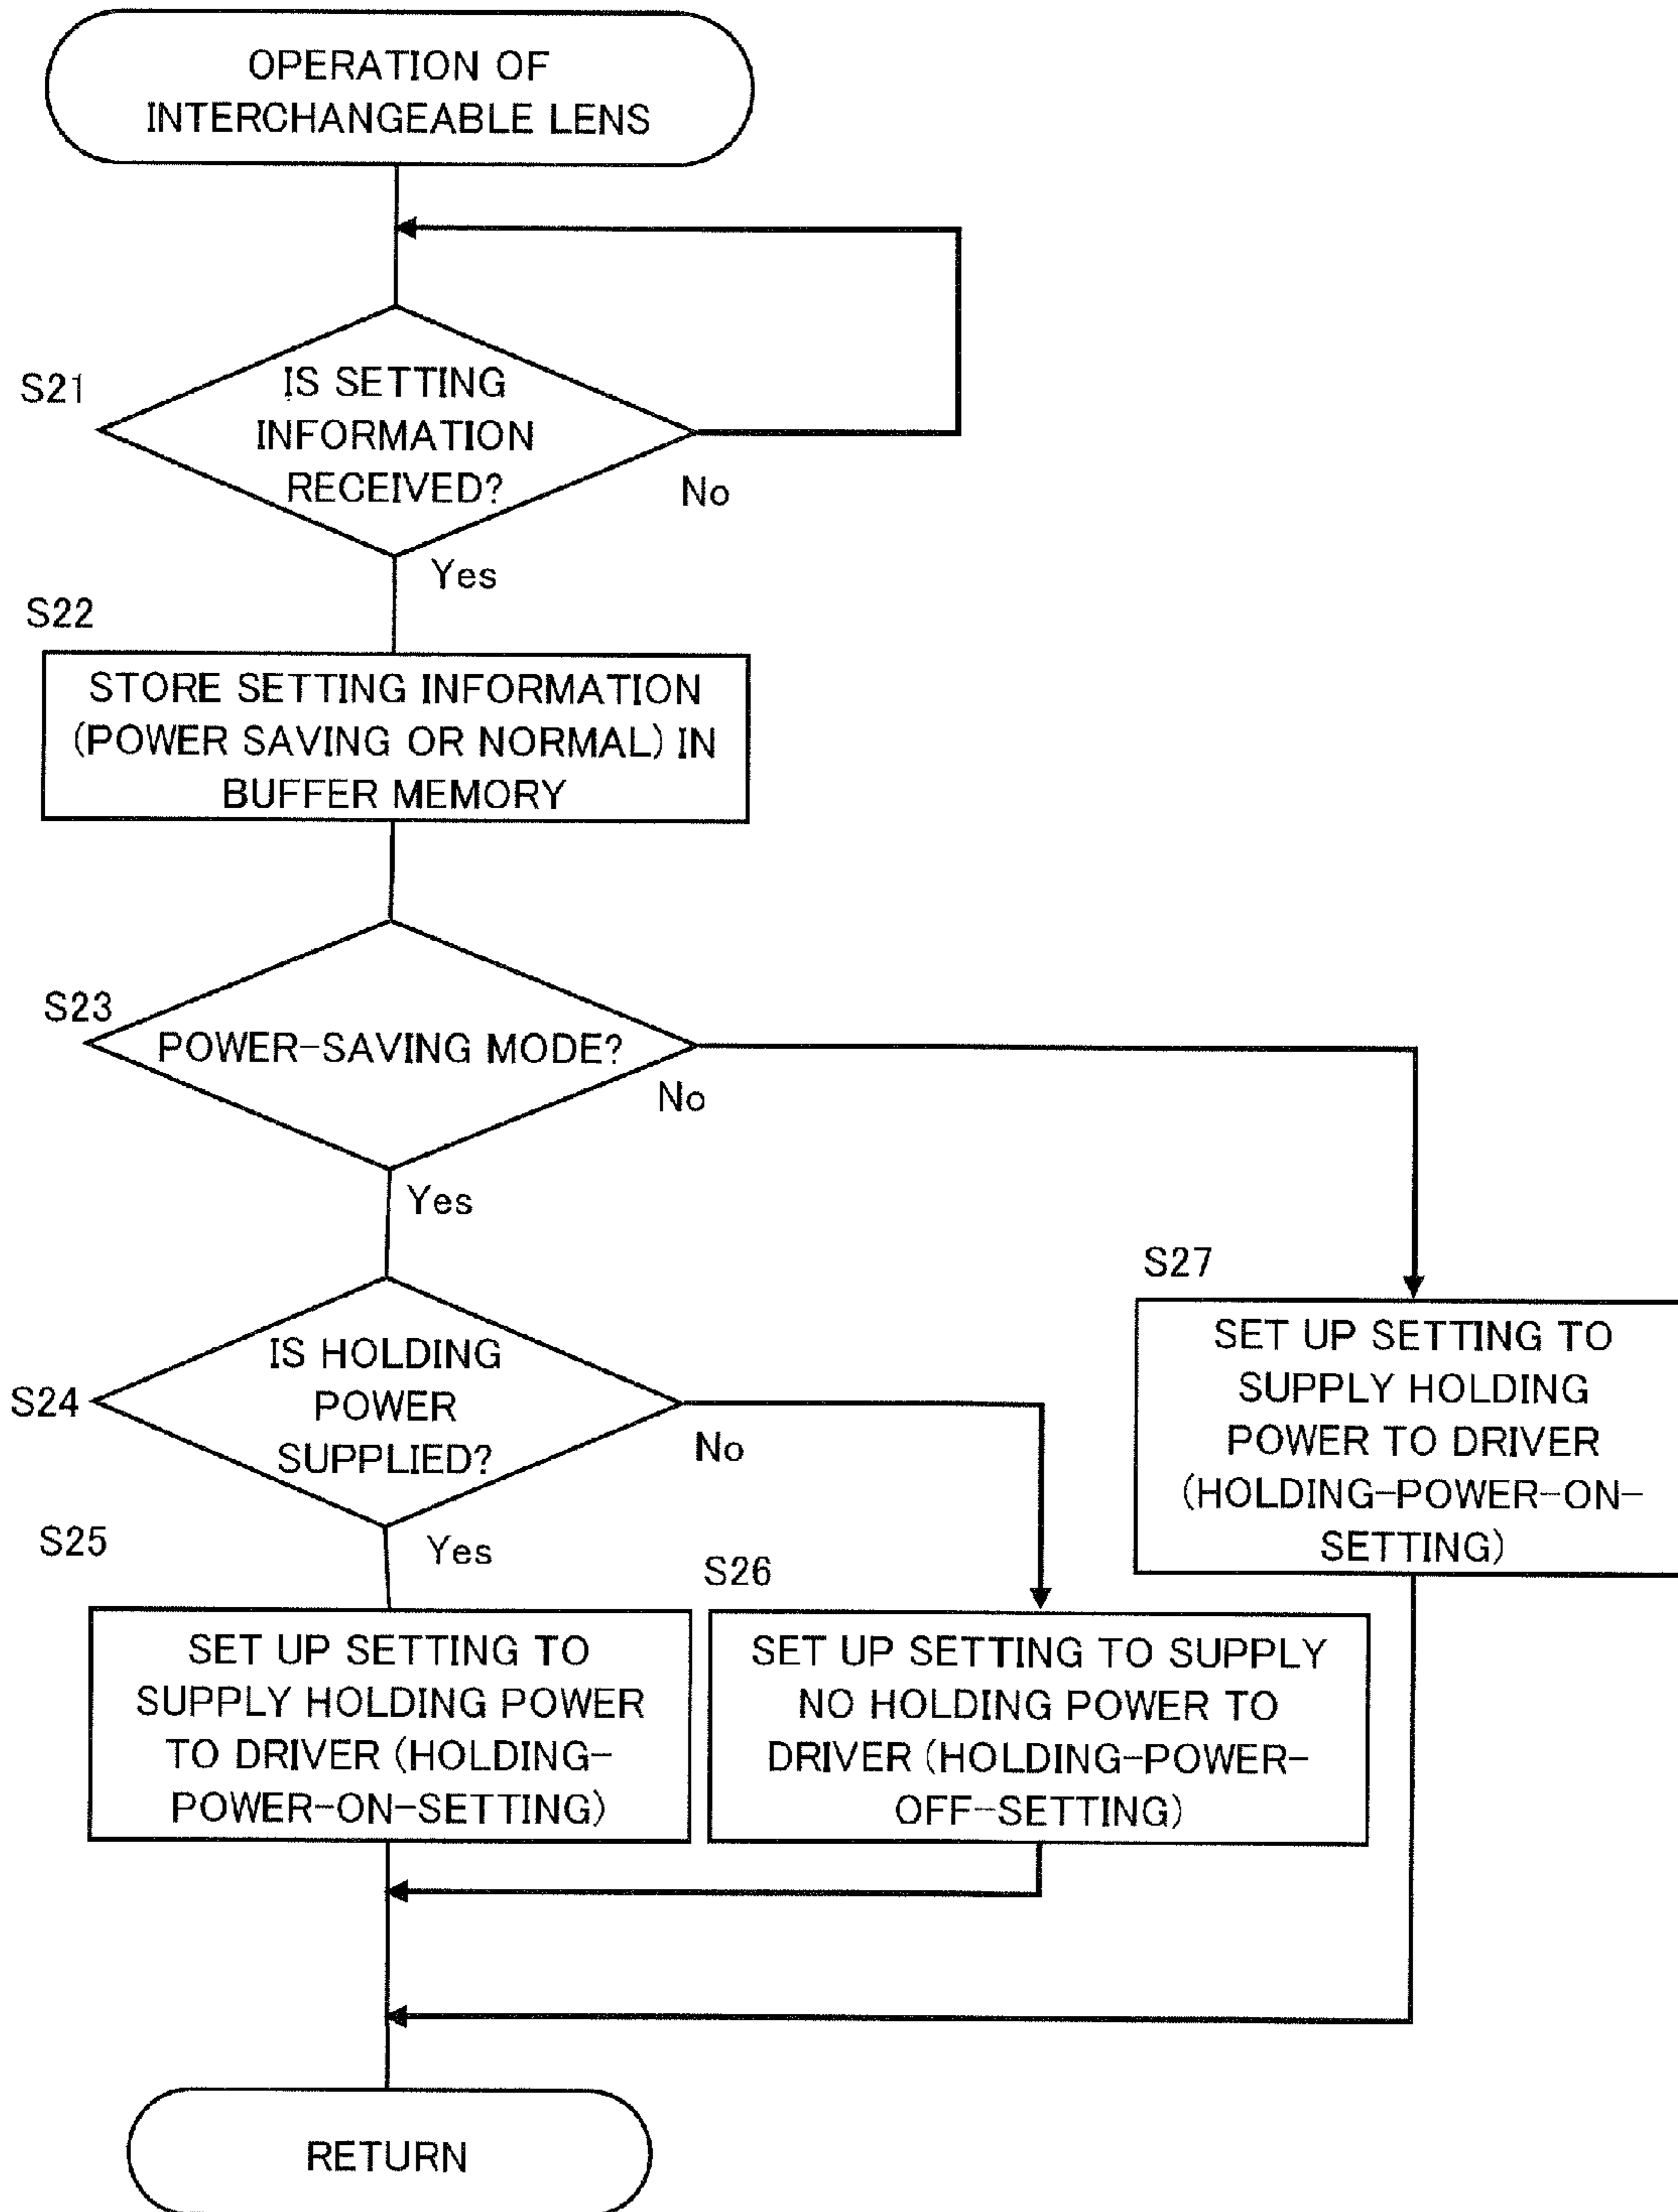 OPERATION OF
INTERCHANGEABLE LENS
S21
IS SETTING
INFORMATION
RECEIVED?
No
Yes
S22
STORE SETTING INFORMATION
(POWER SAVING OR NORMAL) IN
BUFFER MEMORY
S23
POWER-SAVING MODE?
No
Yes
S24
IS HOLDING
POWER
SUPPLIED?
No
Yes
S27
SET UP SETTING TO
SUPPLY HOLDING
POWER TO DRIVER
(HOLDING-POWER-ON-
SETTING)
S25
SET UP SETTING TO
SUPPLY HOLDING POWER
TO DRIVER (HOLDING-
POWER-ON-SETTING)
S26
SET UP SETTING TO SUPPLY
NO HOLDING POWER TO
DRIVER (HOLDING-POWER-
OFF-SETTING)
RETURN